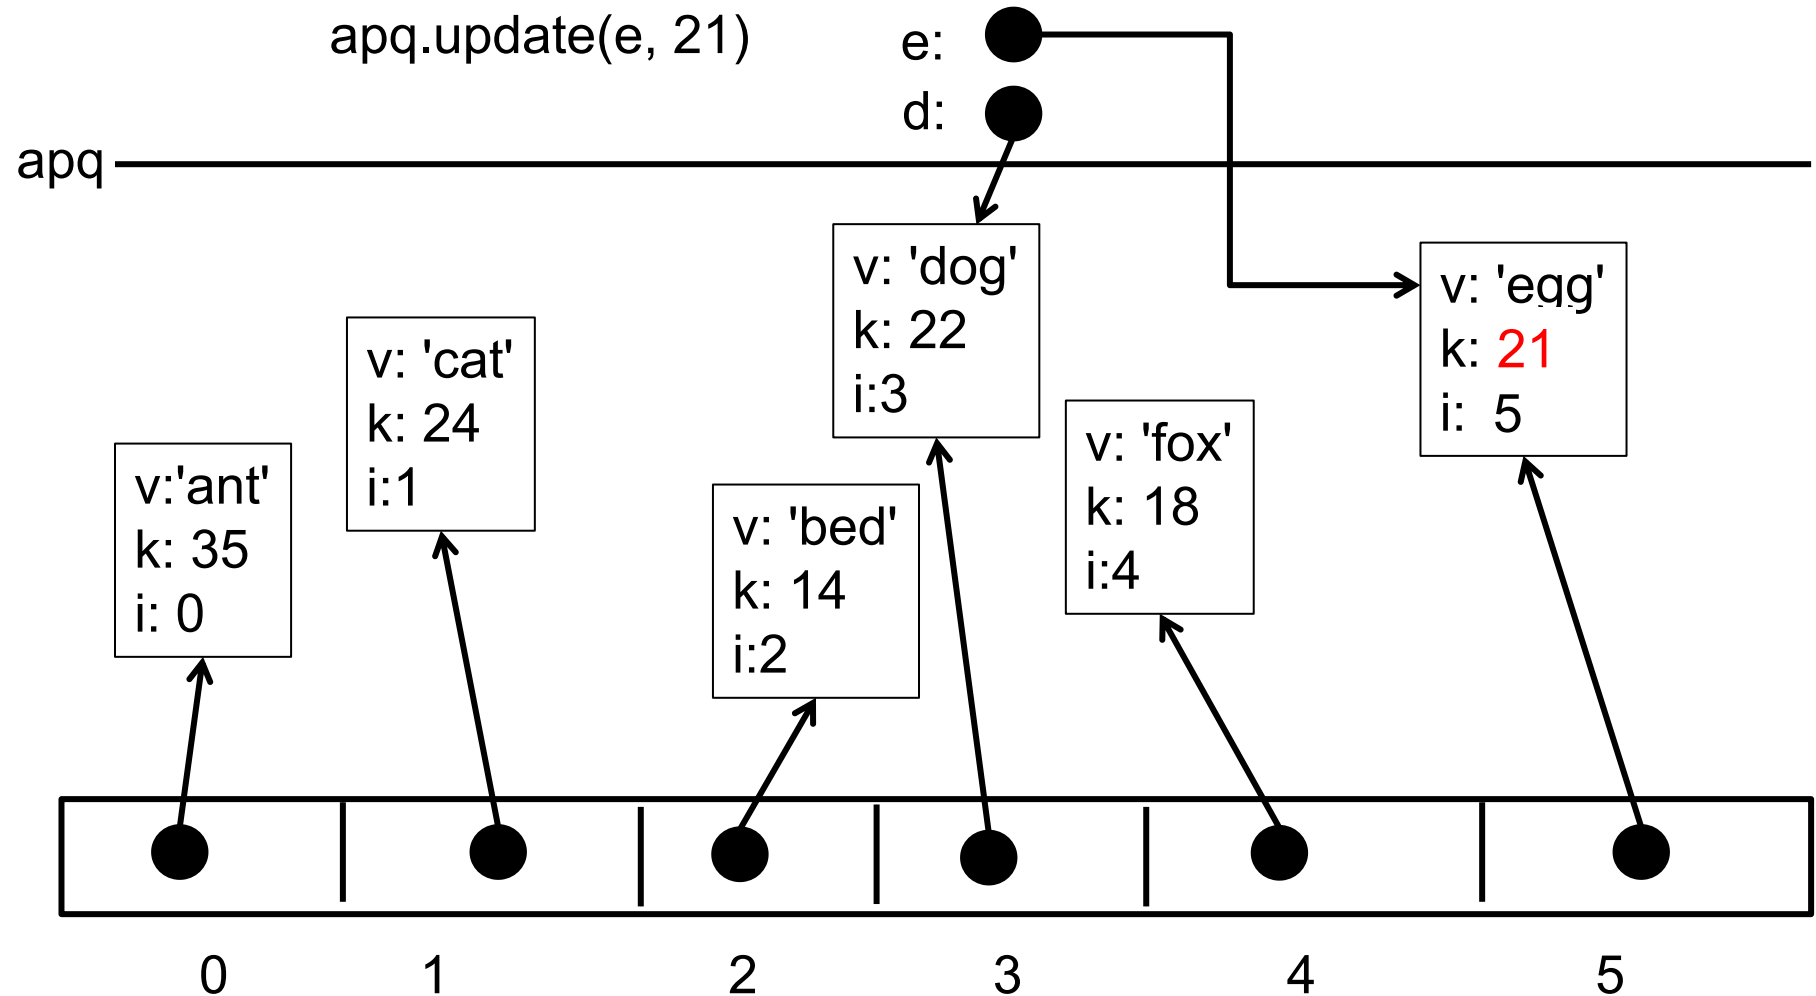 apq.update(e, 21)
e:
d:
apq
v:'ant'
k: 35
i: 0
v: 'cat'
k: 24
i:1
v: 'bed'
k: 14
i:2
v: 'dog'
k: 22
i:3
v: 'fox'
k: 18
i:4
v: 'egg'
k: 21
i: 5
0 1 2 3 4 5